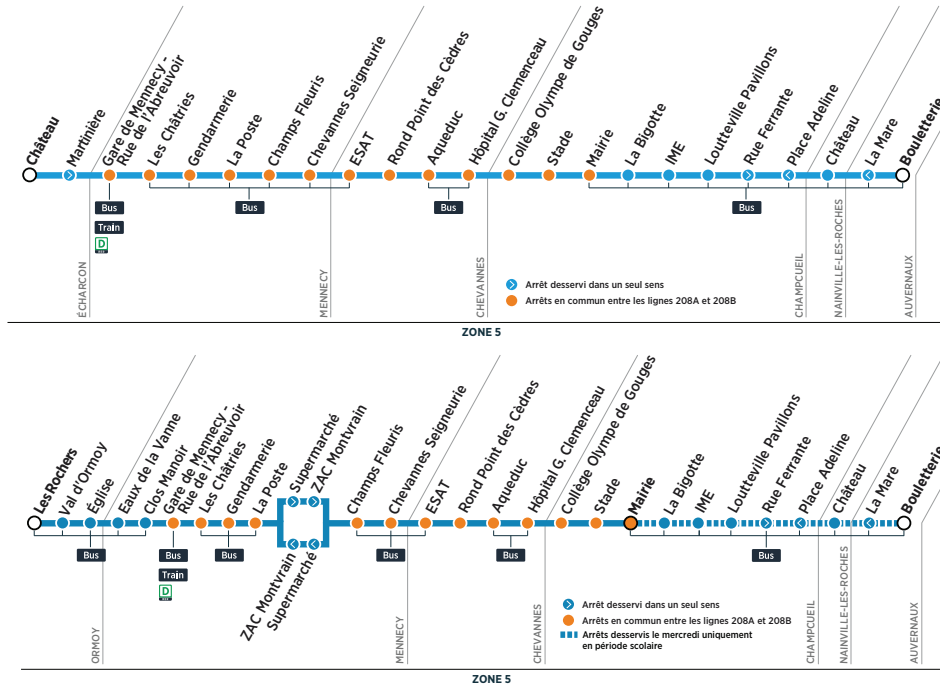 Château
Martinière
Gare de Mennecy -
Rue de l'Abreuvoir
Les Châtries
Gendarmerie
La Poste
Champs Fleuris
Chevannes Seigneurie
ESAT
Rond Point des Cèdres
Aqueduc
Hôpital G. Clemenceau
Collège Olympe de Gouges
Stade
Mairie
La Bigotte
IME
Loutteville Pavillons
Rue Ferrante
Place Adeline
Château
La Mare
Bouletterie
Bus
Train
D
Bus
Bus
Bus
ÉCHARCON
MENNECY
CHEVANNES
CHAMPCUEIL
NAINVILLE-LES-ROCHES
AUVERNAUX
Arrêt desservi dans un seul sens
Arrêts en commun entre les lignes 208A et 208B
ZONE 5
Les Rochers
Val d'Ormoy
Église
Eaux de la Vanne
Clos Manoir
Gare de Mennecy -
Rue de l'Abreuvoir
Les Châtries
Gendarmerie
La Poste
Supermarché
ZAC Montvrain
ZAC Montvrain
Supermarché
Champs Fleuris
Chevannes Seigneurie
ESAT
Rond Point des Cèdres
Aqueduc
Hôpital G. Clemenceau
Collège Olympe de Gouges
Stade
Mairie
La Bigotte
IME
Loutteville Pavillons
Rue Ferrante
Place Adeline
Château
La Mare
Bouletterie
Bus
Bus
Train
D
Bus
Bus
Bus
Bus
ORMOY
MENNECY
CHEVANNES
CHAMPCUEIL
NAINVILLE-LES-ROCHES
AUVERNAUX
Arrêt desservi dans un seul sens
Arrêts en commun entre les lignes 208A et 208B
Arrêts desservis le mercredi uniquement
en période scolaire
ZONE 5